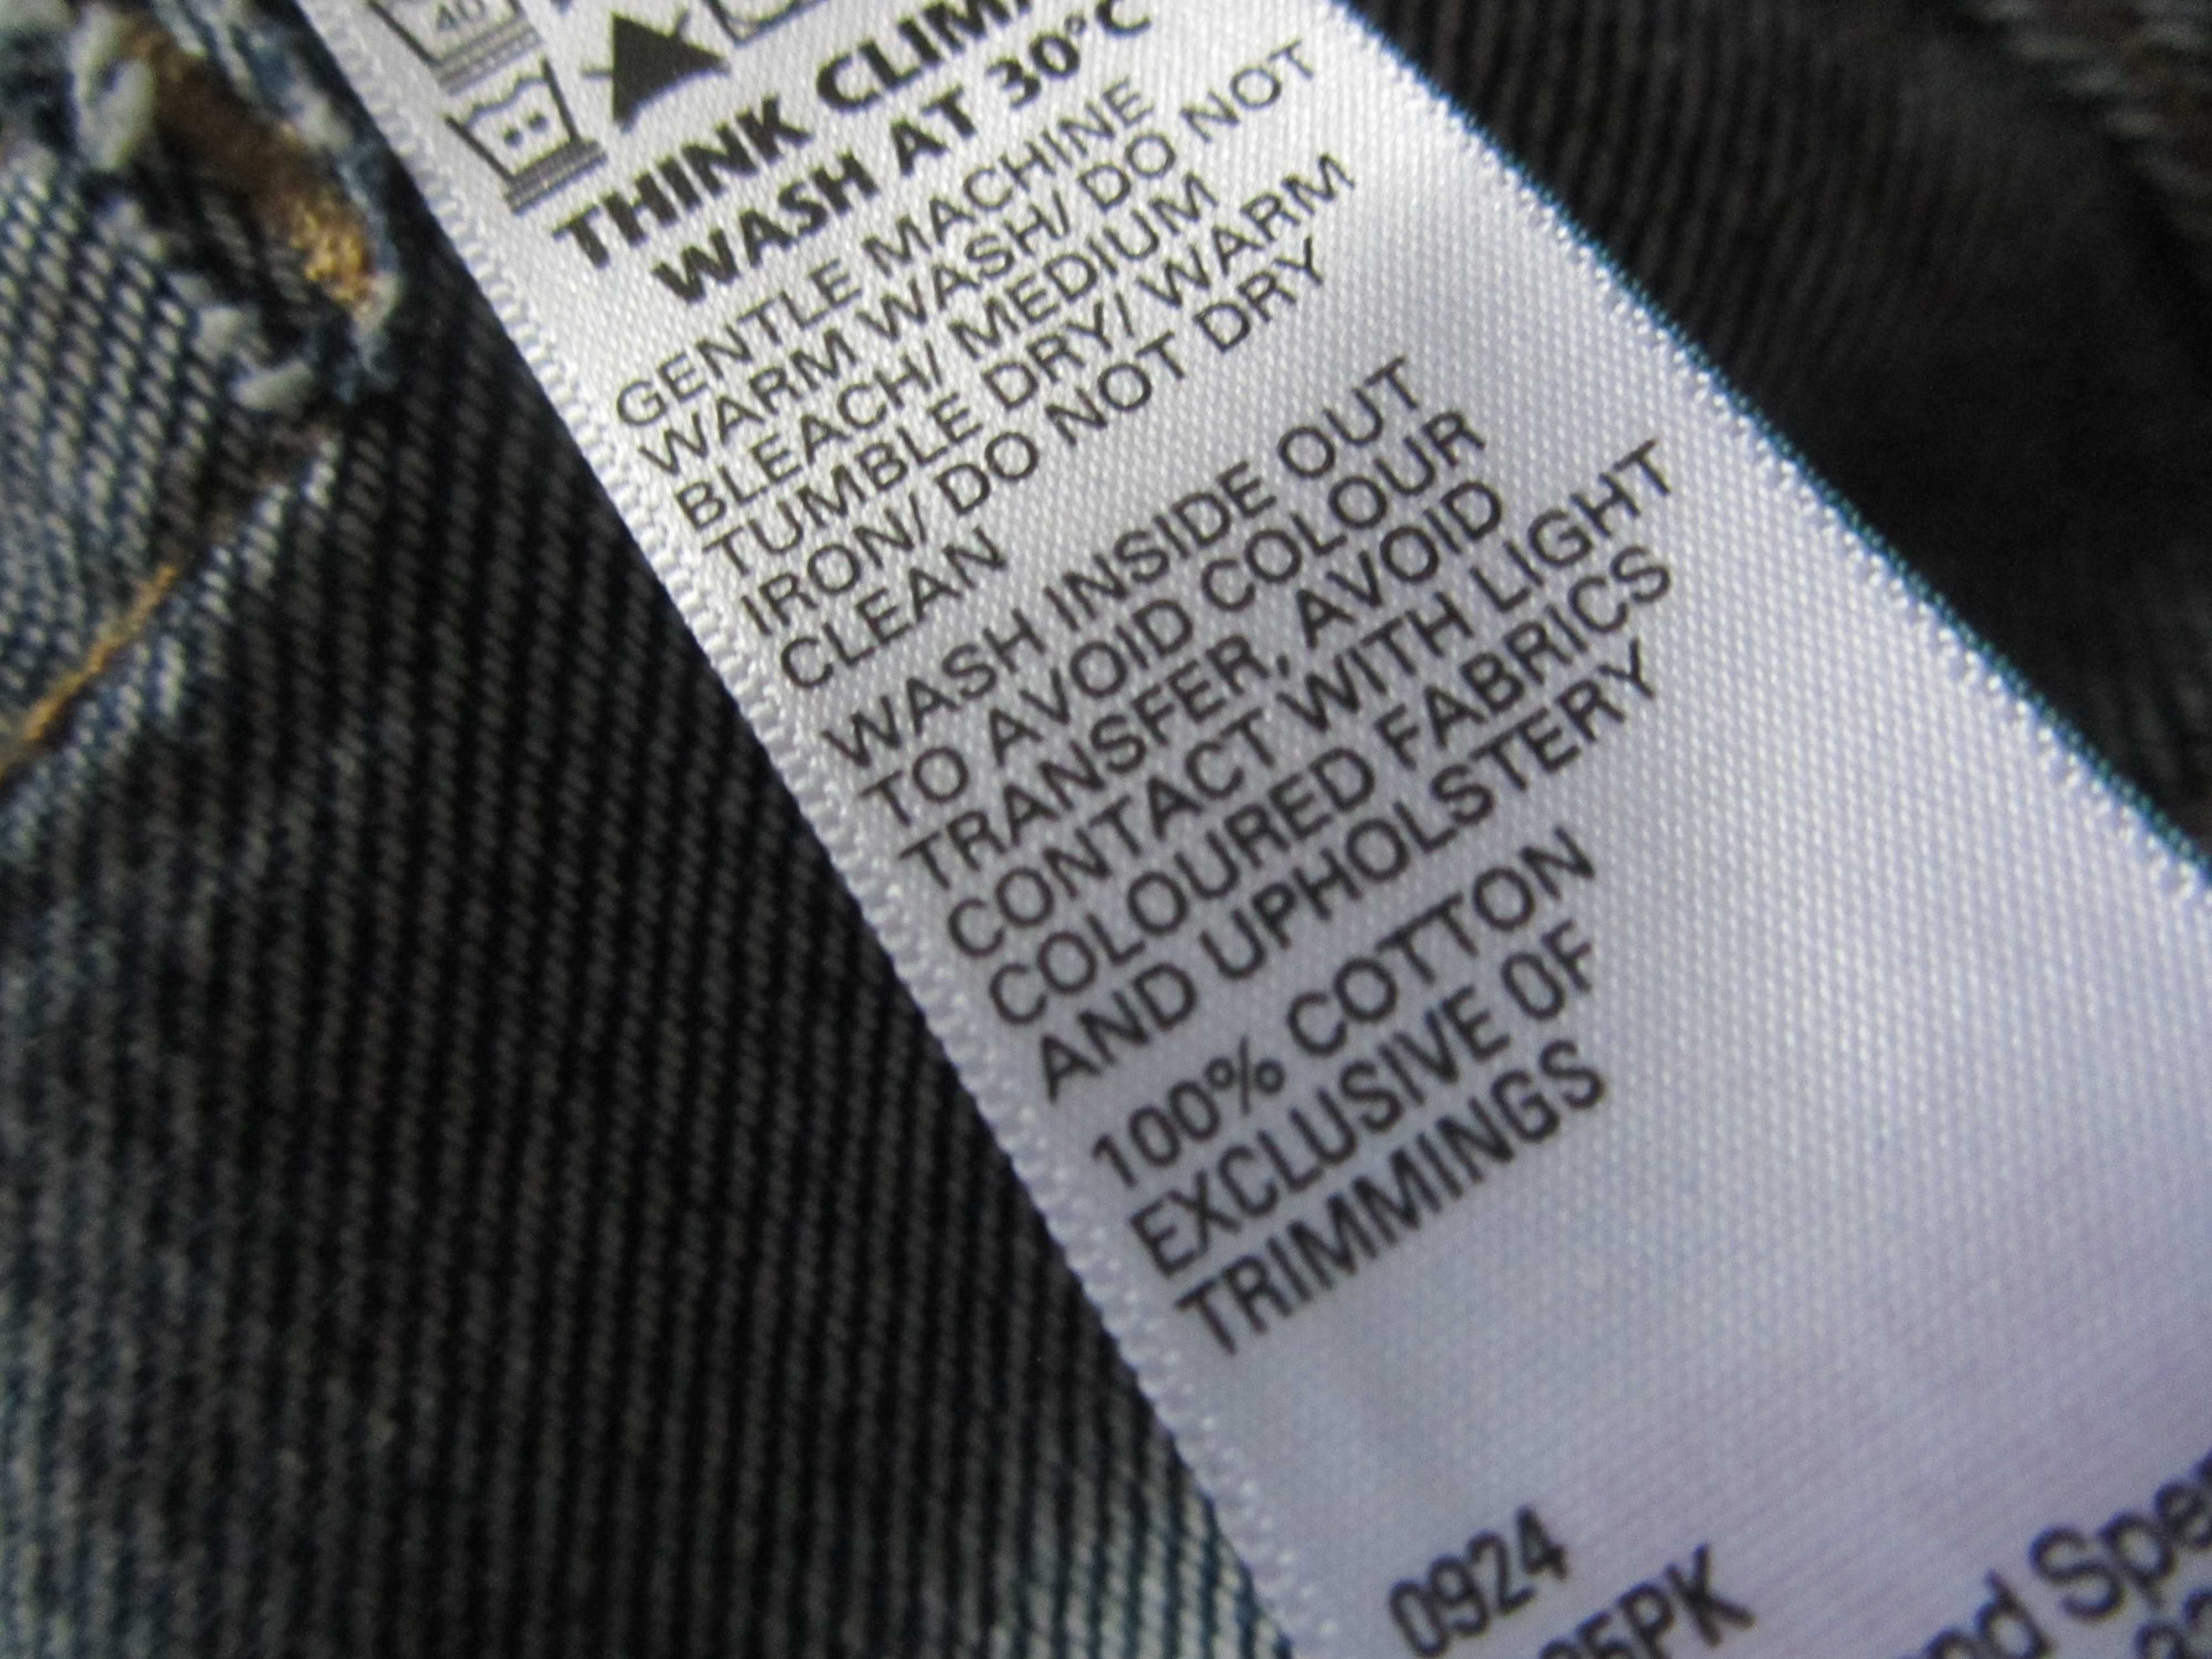 40
THINK
WASH AT 30°C
GENTLE MACHINE
WARM WASH/ DO NOT
BLEACH/ MEDIUM
TUMBLE DRY/ WARM
IRON/ DO NOT DRY
CLEAN
WASH INSIDE OUT
TO AVOID COLOUR
TRANSFER, AVOID
CONTACT WITH LIGHT
COLOURED FABRICS
AND UPHOLSTERY
100% COTTON
EXCLUSIVE OF
TRIMMINGS
0924